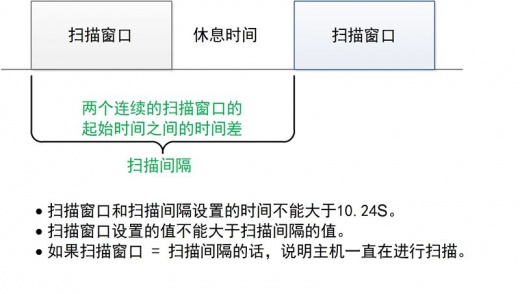 扫描窗口 休息时间 扫描窗口
两个连续的扫描窗口的
起始时间之间的时间差
扫描间隔
• 扫描窗口和扫描间隔设置的时间不能大于10.24S。
• 扫描窗口设置的值不能大于扫描间隔的值。
• 如果扫描窗口 = 扫描间隔的话，说明主机一直在进行扫描。